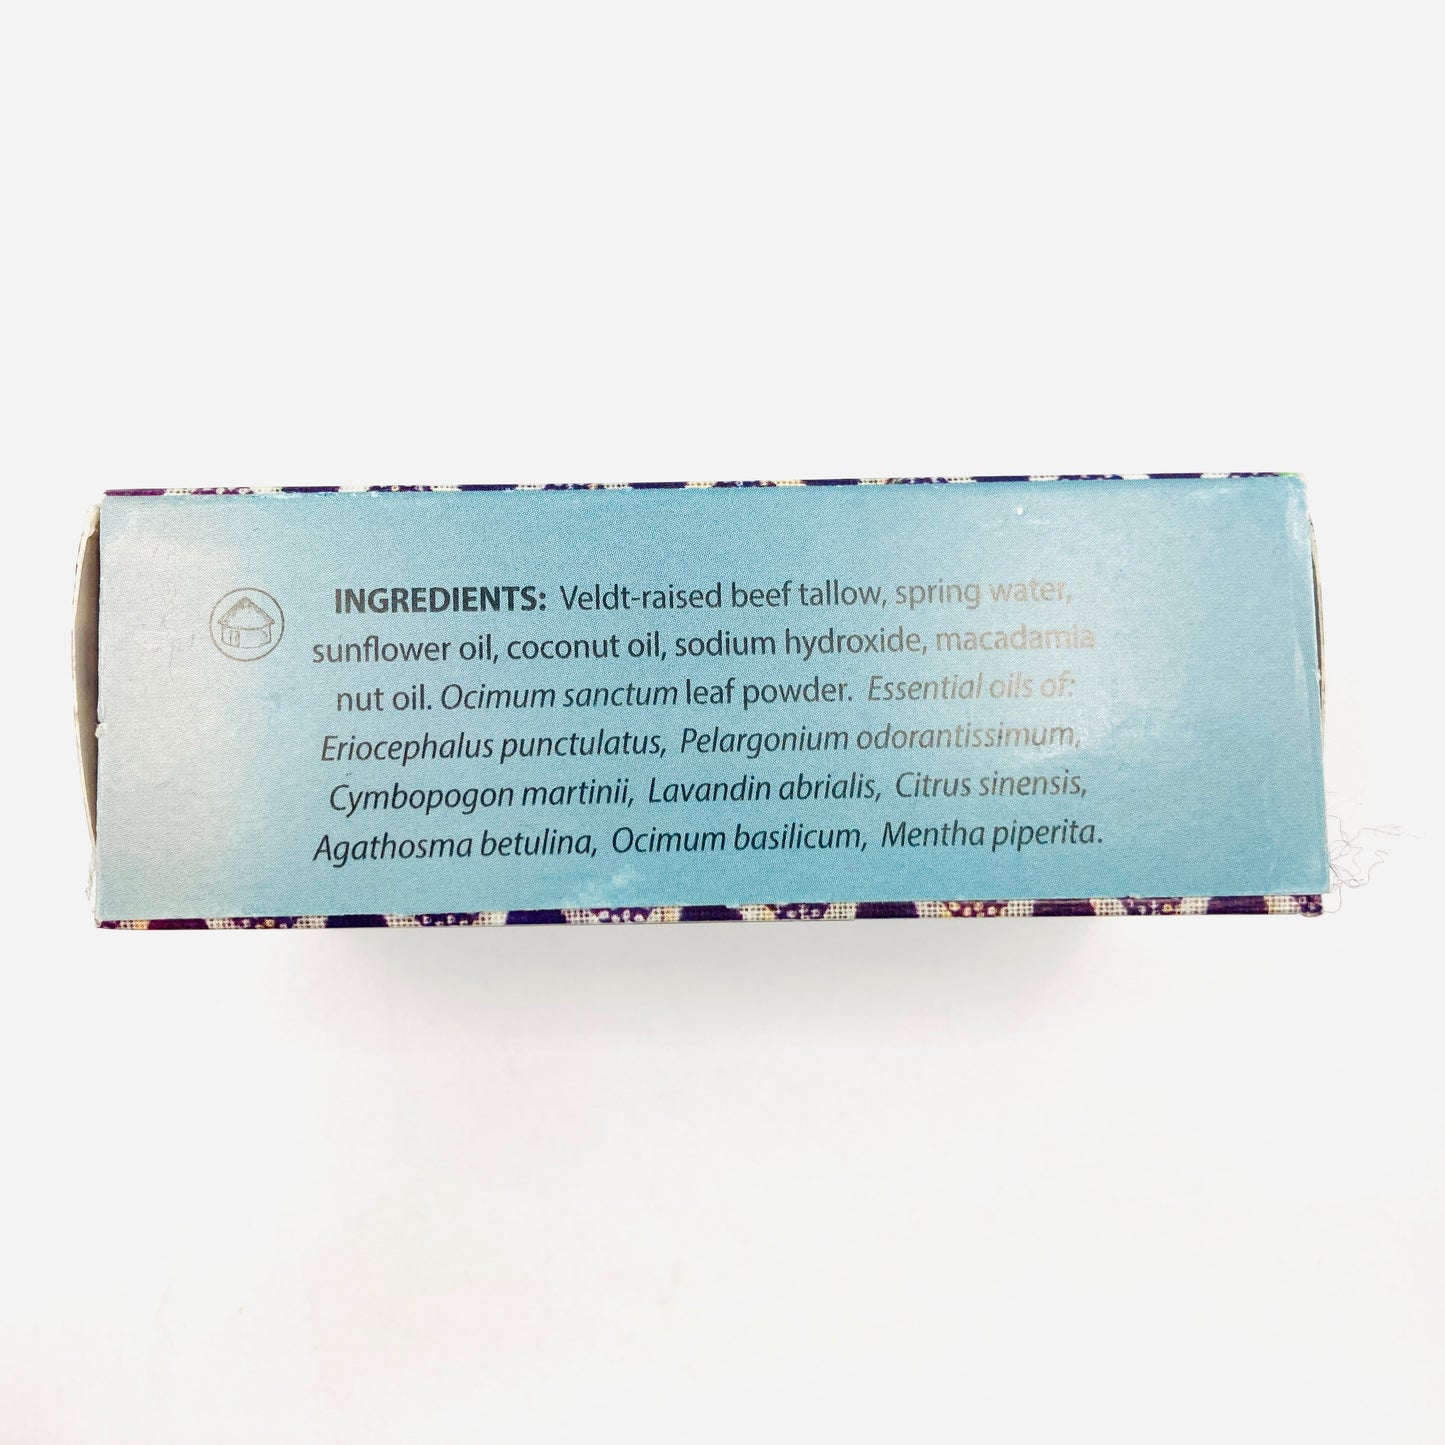 INGREDIENTS: Veldt-raised beef tallow, spring water,
sunflower oil, coconut oil, sodium hydroxide, macadamia
nut oil. Ocimum sanctum leaf powder. Essential oils of:
Eriocephalus punctulatus, Pelargonium odorantissimum,
Cymbopogon martinii, Lavandin abrialis, Citrus sinensis,
Agathosma betulina, Ocimum basilicum, Mentha piperita.